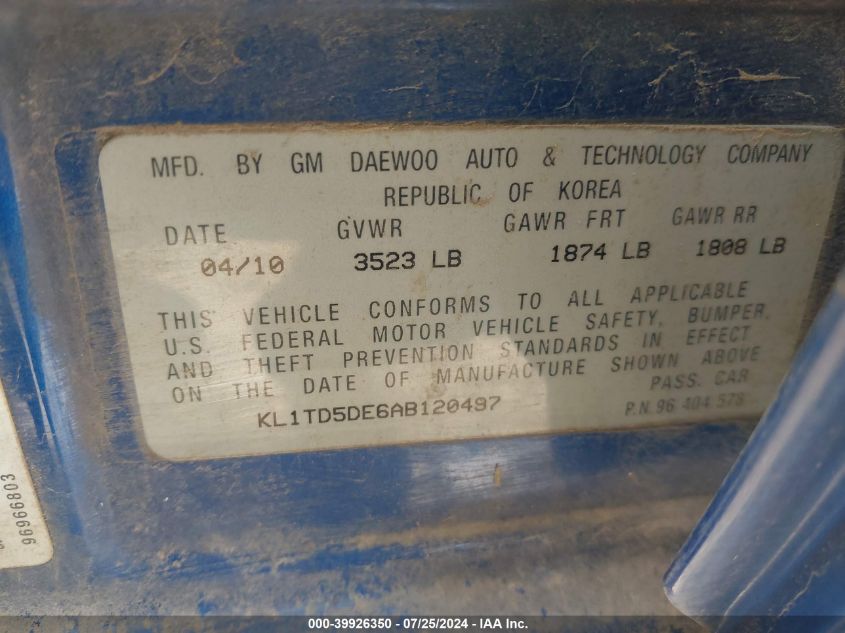 MFD. BY GM DAEWOO AUTO & TECHNOLOGY COMPANY
REPUBLIC OF KOREA
DATE GVWR GAWR FRT GAWR RR
04/10 3523 LB 1874 LB 1808 LB
THIS VEHICLE CONFORMS TO ALL APPLICABLE
U.S. FEDERAL MOTOR VEHICLE SAFETY, BUMPER,
AND THEFT PREVENTION STANDARDS IN EFFECT
ON THE DATE OF MANUFACTURE SHOWN ABOVE
PASS. CAR
KL1TD5DE6AB120497
P.N. 96 404 578
96966803
000-39926350 - 07/25/2024 - IAA Inc.